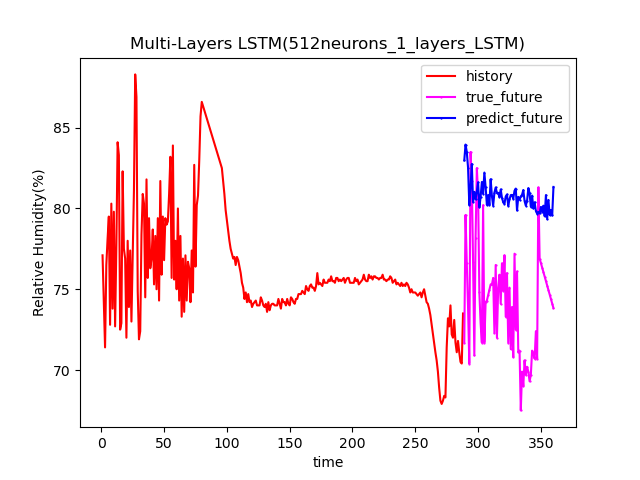 Multi-Layers LSTM(512neurons_1_layers_LSTM)
history
true_future
predict_future
Relative Humidity(%)
85
80
75
70
0 50 100 150 200 250 300 350
time